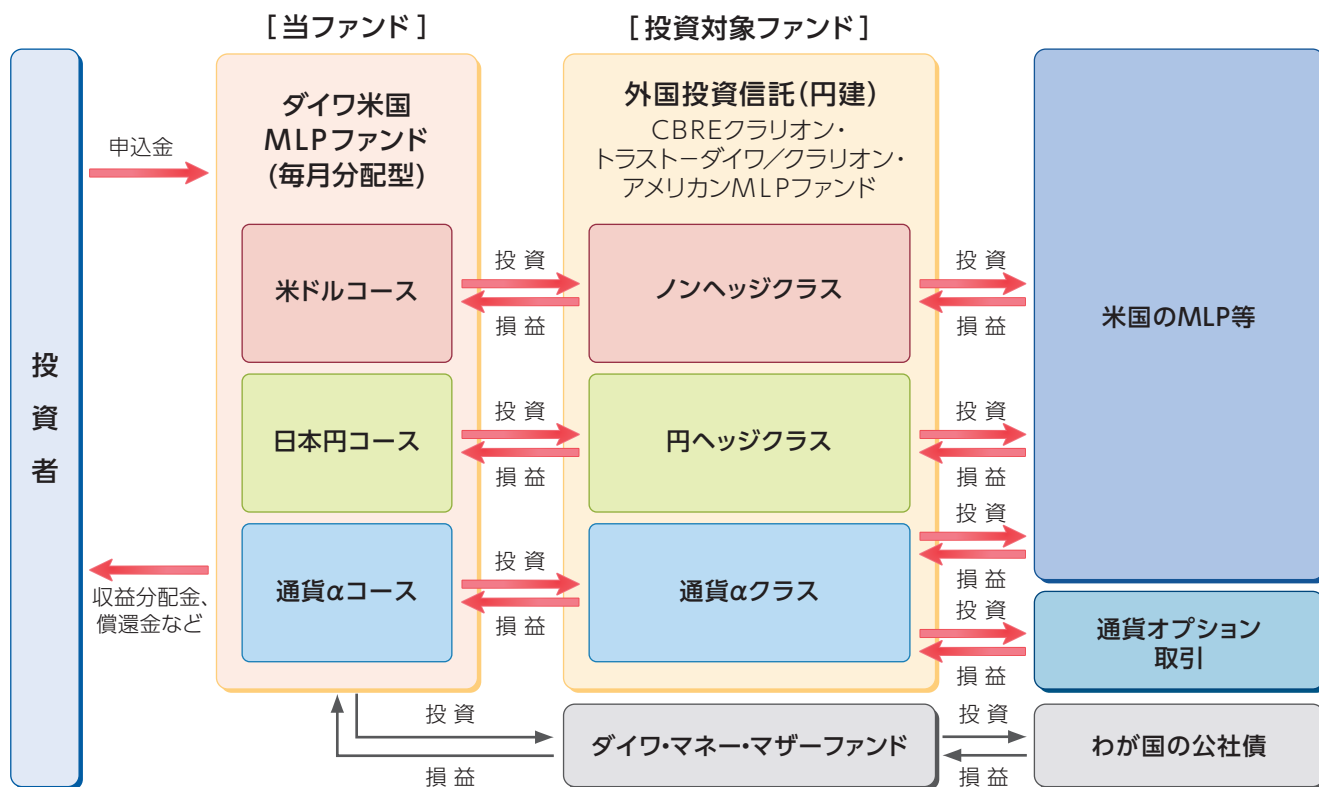 [当ファンド]
[投資対象ファンド]
投資者
申込金
収益分配金、
償還金など
ダイワ米国
MLPファンド
(毎月分配型)
外国投資信託(円建)
CBREクラリオン・
トラスト−ダイワ/クラリオン・
アメリカンMLPファンド
米ドルコース
投資
損益
ノンヘッジクラス
投資
損益
米国のMLP等
日本円コース
投資
損益
円ヘッジクラス
投資
損益
通貨αコース
投資
損益
通貨αクラス
投資
損益
投資
損益
通貨オプション
取引
投資
損益
ダイワ・マネー・マザーファンド
投資
損益
わが国の公社債